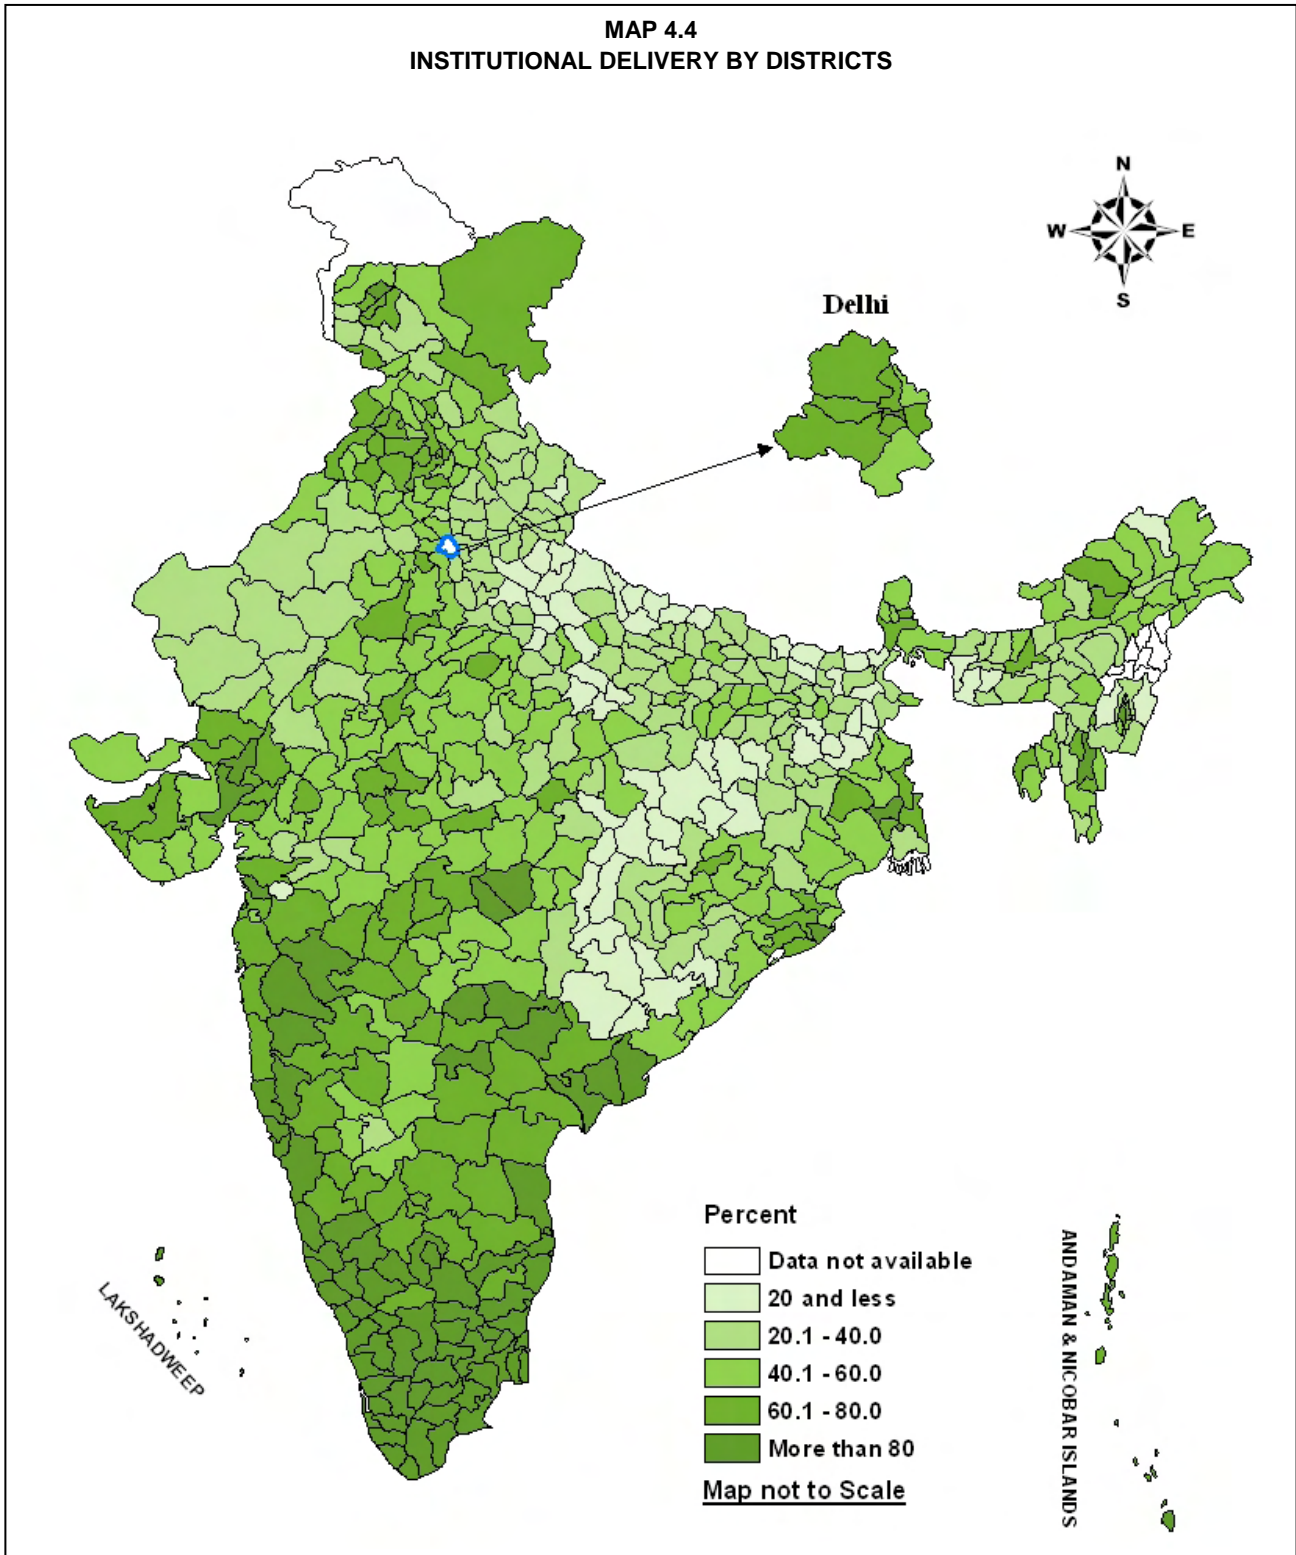 MAP 4.4
INSTITUTIONAL DELIVERY BY DISTRICTS
N
W
E
S
Delhi
Percent
Data not available
20 and less
20.1 - 40.0
40.1 - 60.0
60.1 - 80.0
More than 80
Map not to Scale
LAKSHADWEEP
ANDAMAN & NICOBAR ISLANDS